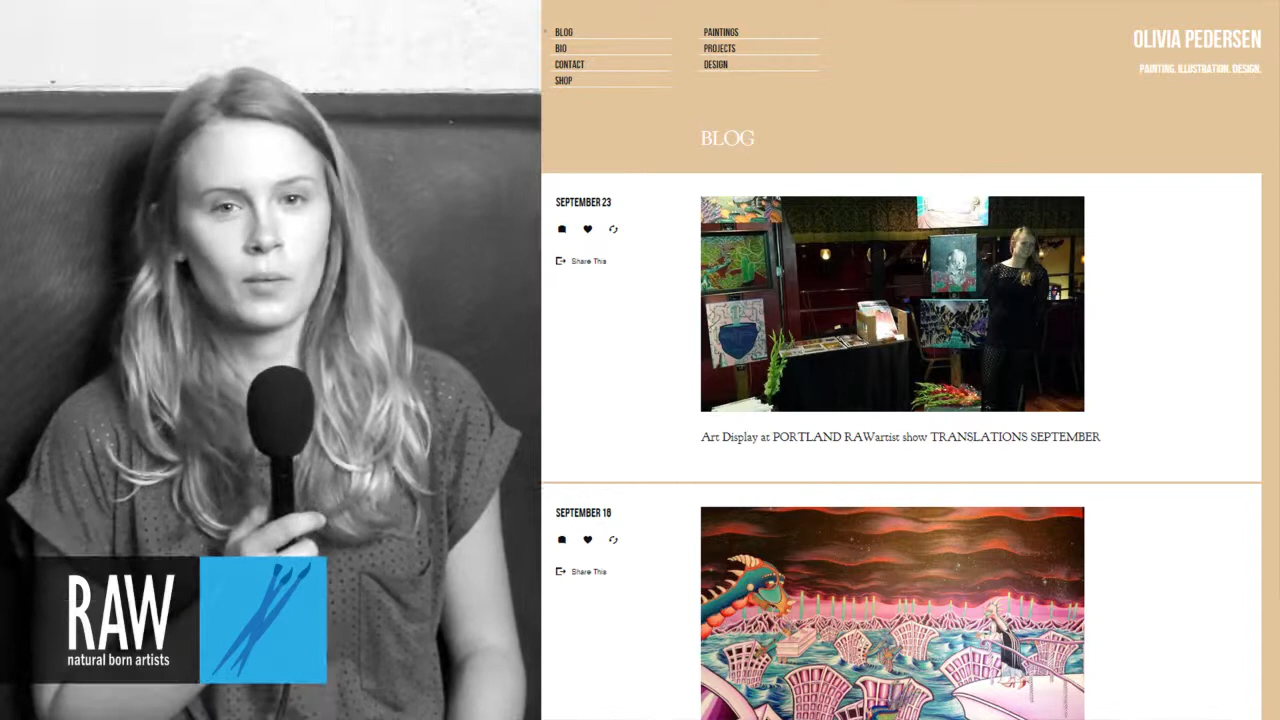 BLOG
BIO
CONTACT
SHOP
PAINTINGS
PROJECTS
DESIGN
OLIVIA PEDERSEN
PAINTING. ILLUSTRATION. DESIGN.
BLOG
SEPTEMBER 23
Share This
Art Display at PORTLAND RAWartist show TRANSLATIONS SEPTEMBER
SEPTEMBER 16
Share This
RAW
natural born artists